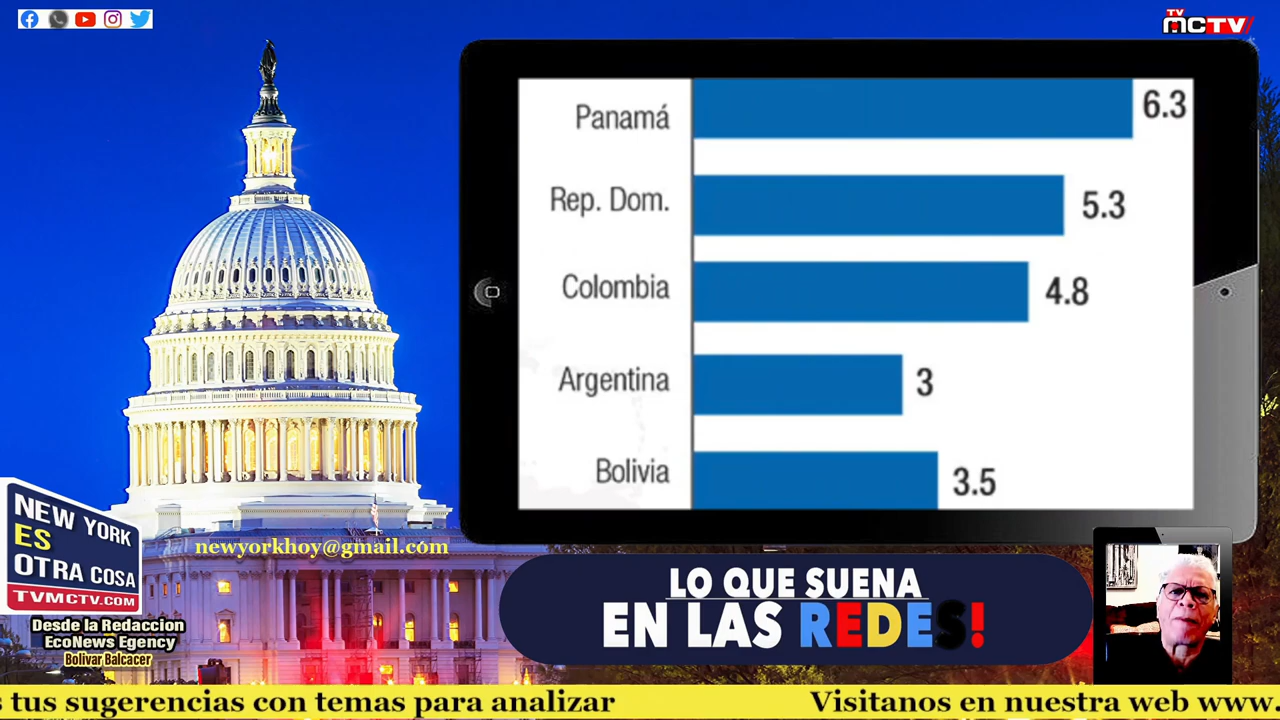 TV
MCTV
Panamá 6.3
Rep. Dom. 5.3
Colombia 4.8
Argentina 3
Bolivia 3.5
NEW YORK
ES
OTRA COSA
TVMCTV.COM
newyorkhoy@gmail.com
Desde la Redaccion
EcoNews Egency
Bolivar Balcacer
LO QUE SUENA
EN LAS REDES!
s tus sugerencias con temas para analizar Visitanos en nuestra web www.